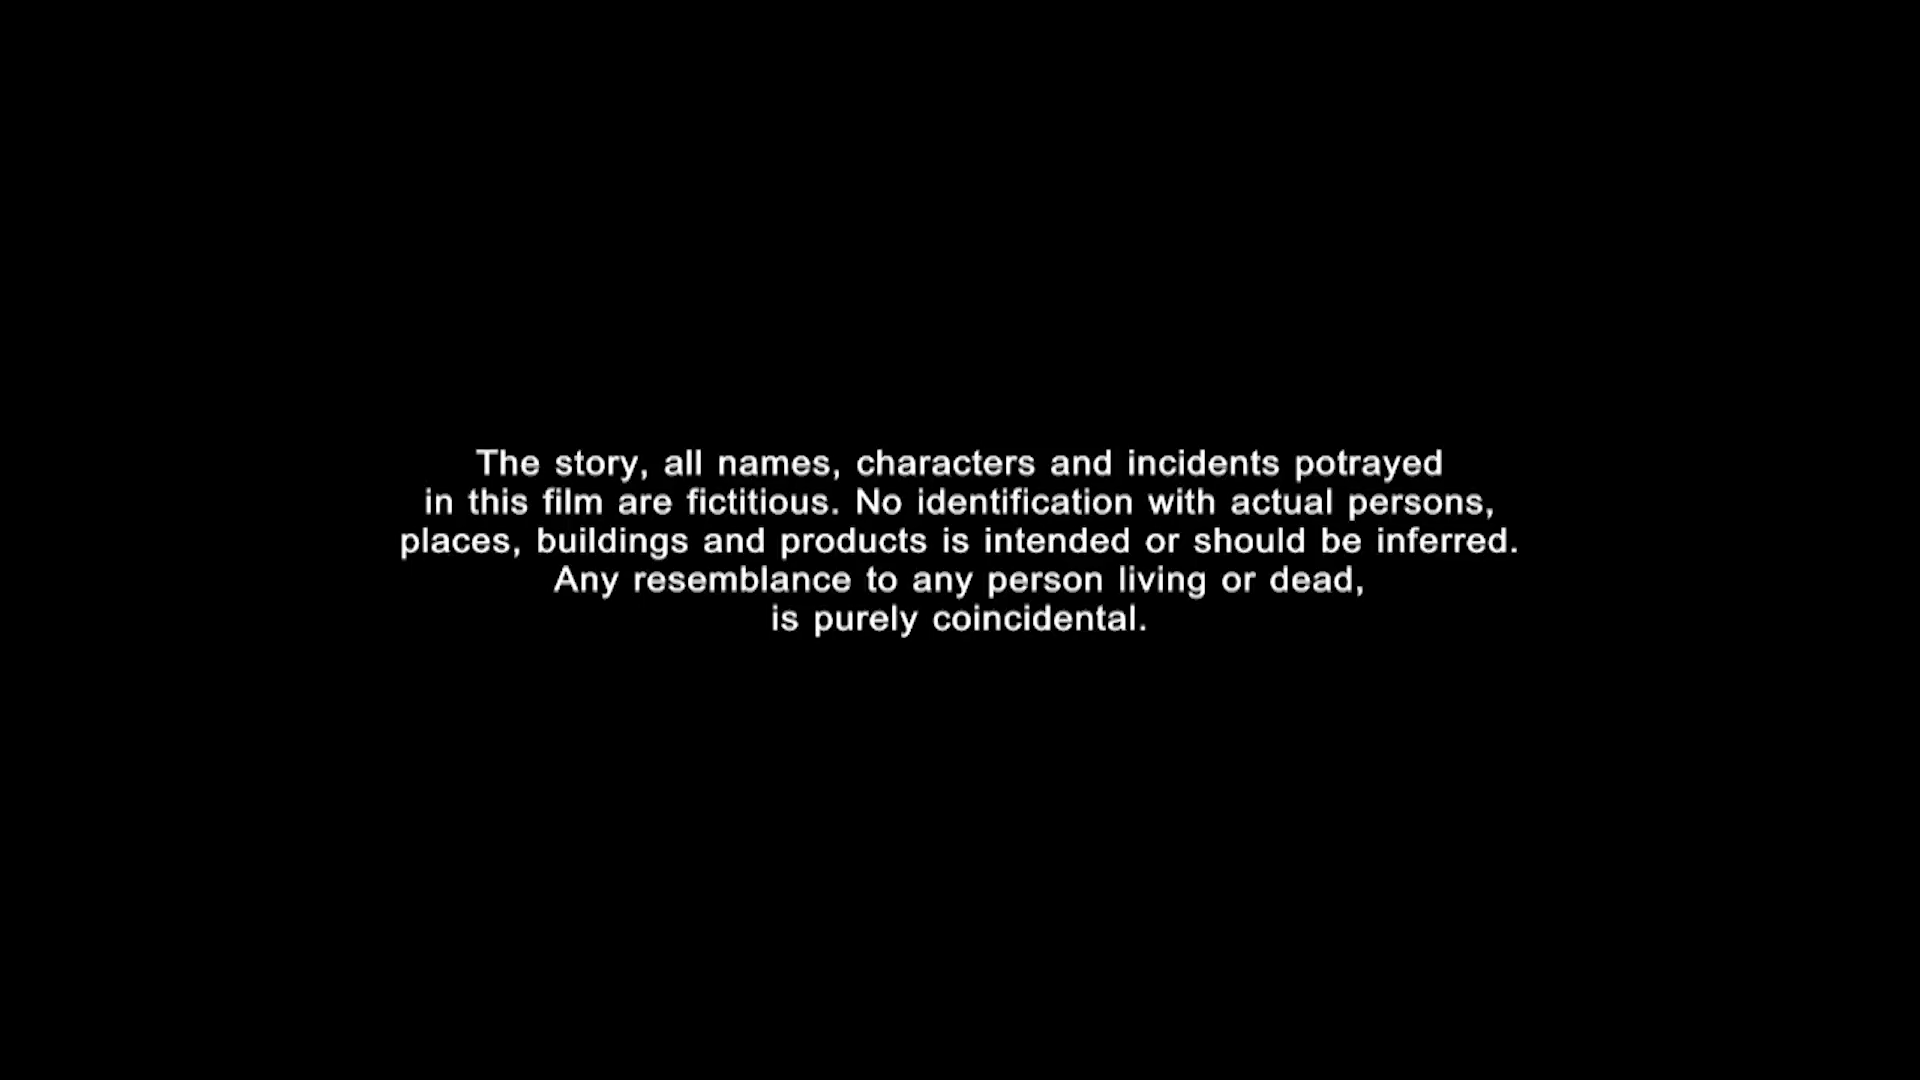 The story, all names, characters and incidents potrayed
in this film are fictitious. No identification with actual persons,
places, buildings and products is intended or should be inferred.
Any resemblance to any person living or dead,
is purely coincidental.